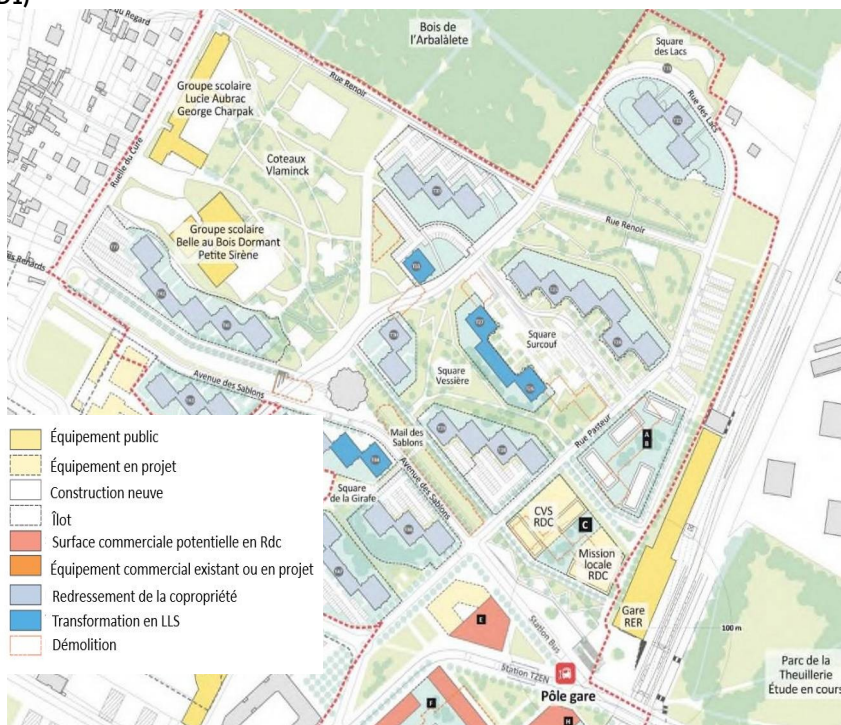 Rue du Regard
Bois de
l'Arbalàlete
Square
des Lacs
Rue des Lacs
Groupe scolaire
Lucie Aubrac
George Charpak
Rue Renoir
Ruelle du Curé
Coteaux
Vlaminck
Rue Renoir
Groupe scolaire
Belle au Bois Dormant
Petite Sirène
Renards
Square
Surcouf
Square
Vessière
Avenue des Sablons
Mail des
Sablons
Rue Pasteur
A
B
Avenue des Sablons
Square
de la Girafe
CVS
RDC
C
Mission
locale
RDC
Gare
RER
100 m
Station Bus
E
Station TZEN
Pôle gare
F
H
Parc de la
Theuillerie
Étude en cours
Équipement public
Équipement en projet
Construction neuve
Îlot
Surface commerciale potentielle en Rdc
Équipement commercial existant ou en projet
Redressement de la copropriété
Transformation en LLS
Démolition